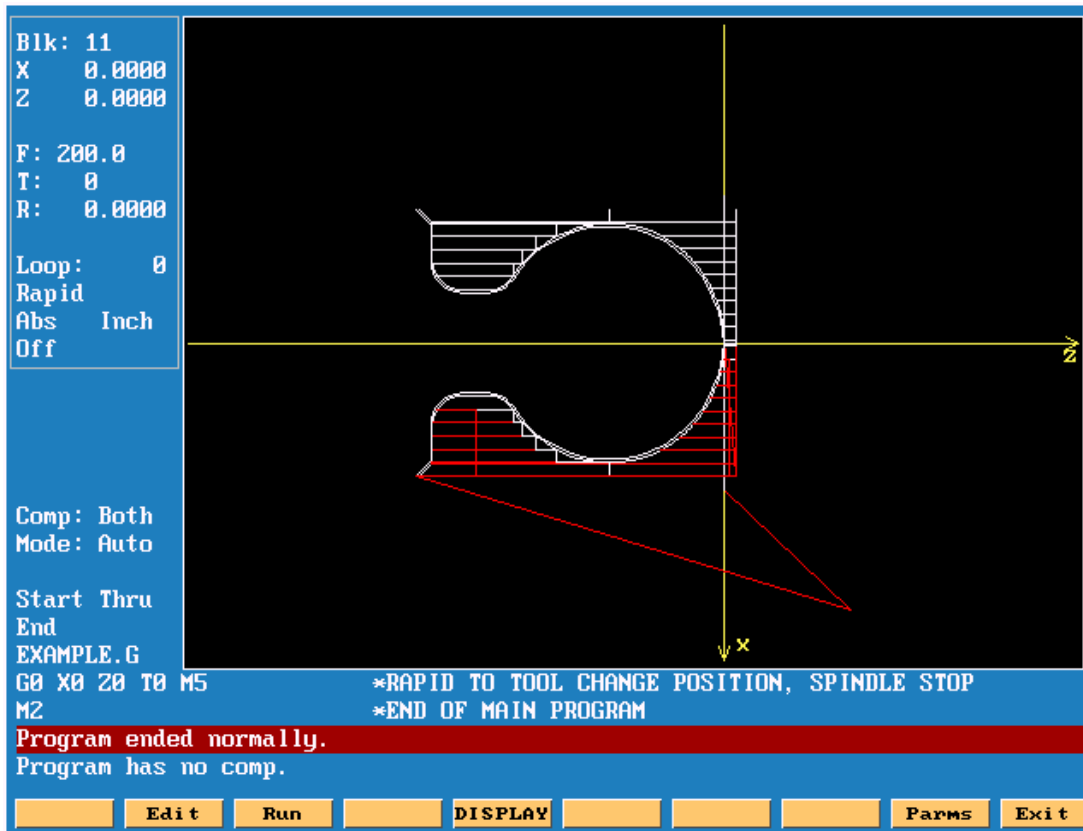 Blk: 11
X 0.0000
Z 0.0000
F: 200.0
T: 0
R: 0.0000
Loop: 0
Rapid
Abs Inch
Off
Comp: Both
Mode: Auto
Start Thru
End
EXAMPLE.G
Z
X
G0 X0 Z0 T0 M5 *RAPID TO TOOL CHANGE POSITION, SPINDLE STOP
M2 *END OF MAIN PROGRAM
Program ended normally.
Program has no comp.
Edit Run DISPLAY Parms Exit